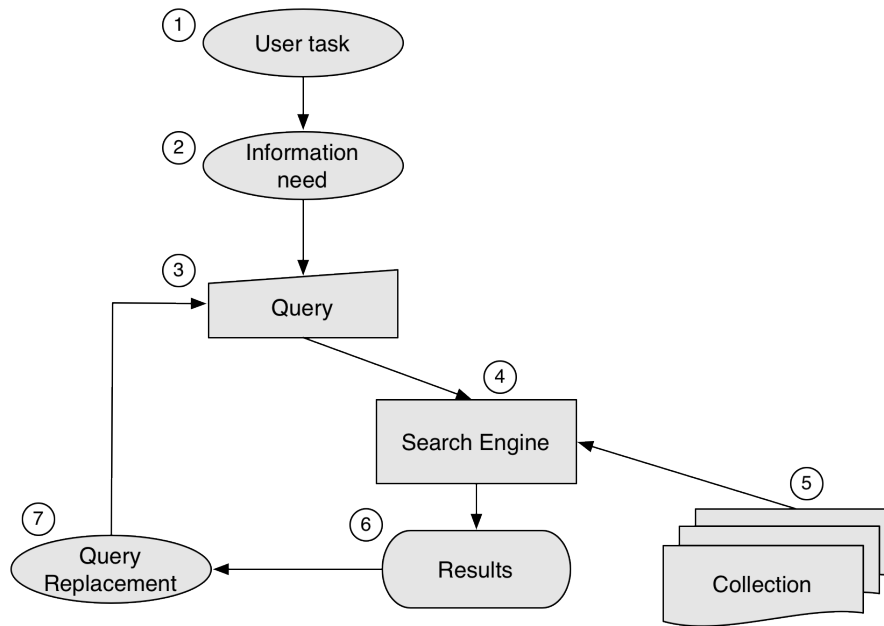 1
User task
2
Information
need
3
Query
4
Search Engine
5
Collection
6
Results
7
Query
Replacement